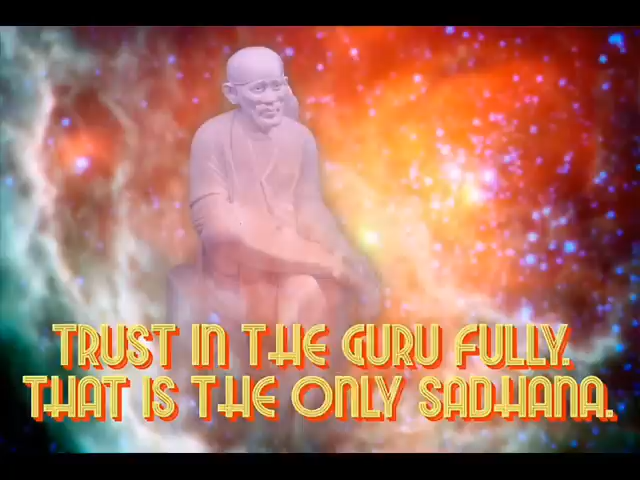 TRUST IN THE GURU FULLY.
THAT IS THE ONLY SADHANA.